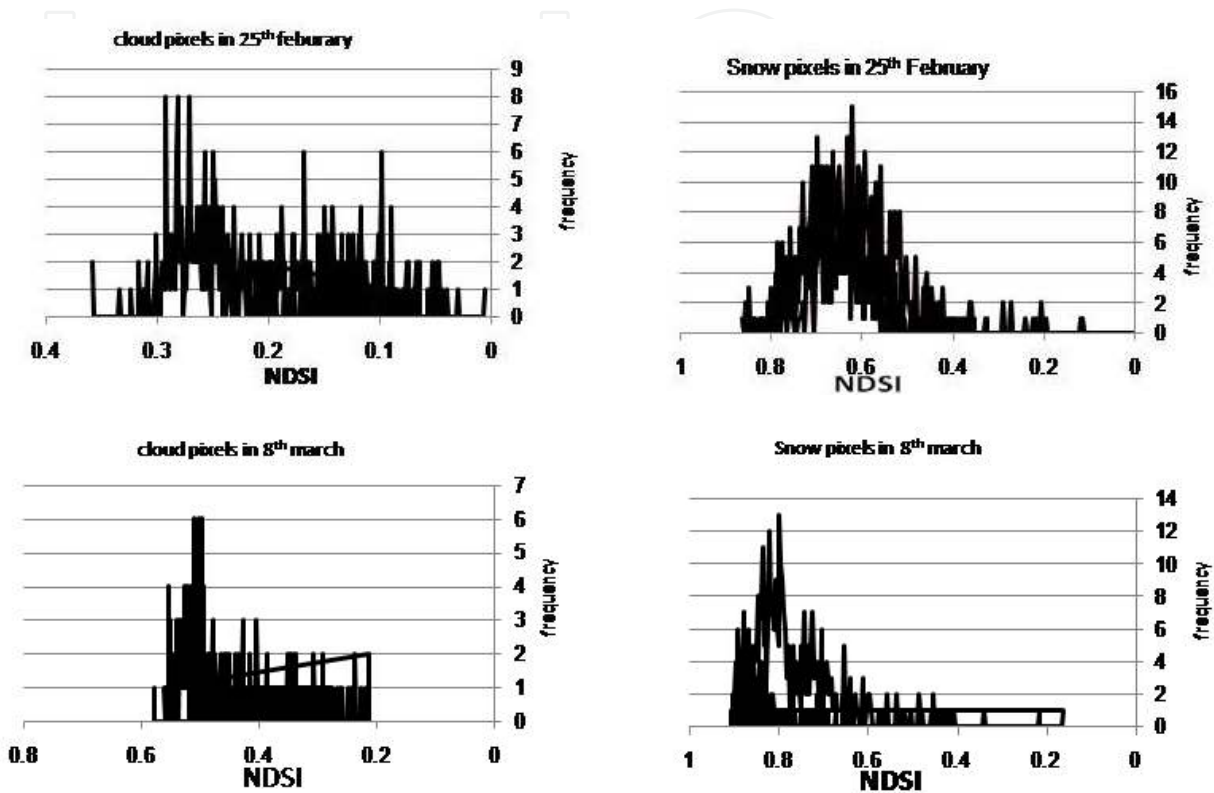 cloud pixels in 25th feburary
9
8
7
6
5
4
3
2
1
0
frequency
0.4 0.3 0.2 0.1 0
NDSI
Snow pixels in 25th February
16
14
12
10
8
6
4
2
0
frequency
1 0.8 0.6 0.4 0.2 0
NDSI
cloud pixels in 8th march
7
6
5
4
3
2
1
0
frequency
0.8 0.6 0.4 0.2 0
NDSI
Snow pixels in 8th march
14
12
10
8
6
4
2
0
frequency
1 0.8 0.6 0.4 0.2 0
NDSI